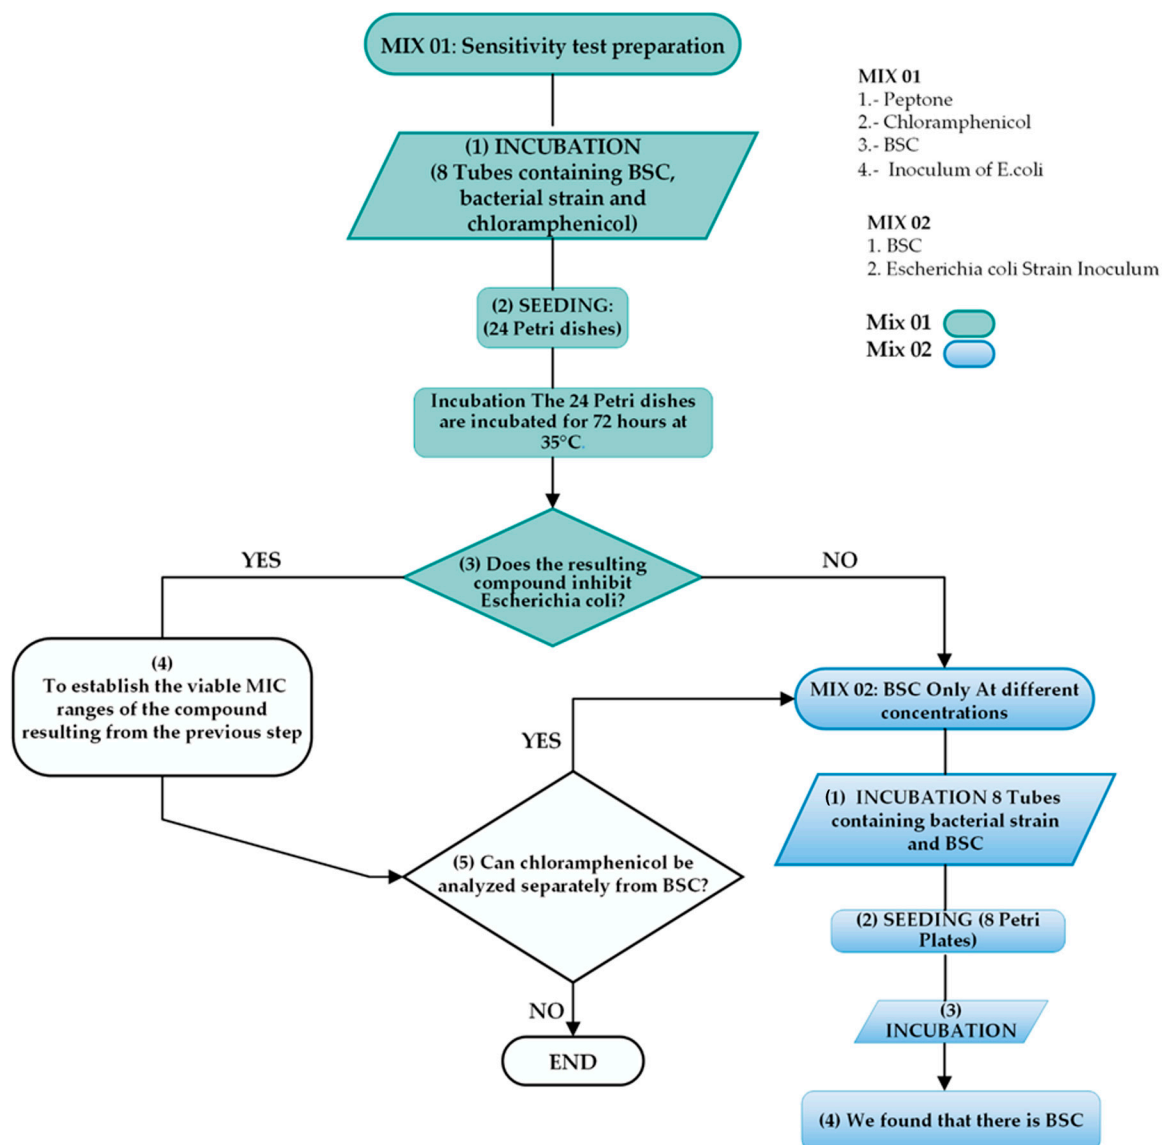 MIX 01: Sensitivity test preparation
MIX 01
1.- Peptone
2.- Chloramphenicol
3.- BSC
4.- Inoculum of E.coli
MIX 02
1. BSC
2. Escherichia coli Strain Inoculum
Mix 01
Mix 02
(1) INCUBATION
(8 Tubes containing BSC,
bacterial strain and
chloramphenicol)
(2) SEEDING:
(24 Petri dishes)
Incubation The 24 Petri dishes
are incubated for 72 hours at
35°C.
(3) Does the resulting
compound inhibit
Escherichia coli?
YES
NO
(4)
To establish the viable MIC
ranges of the compound
resulting from the previous step
(5) Can chloramphenicol be
analyzed separately from BSC?
YES
NO
END
MIX 02: BSC Only At different
concentrations
(1) INCUBATION 8 Tubes
containing bacterial strain
and BSC
(2) SEEDING (8 Petri
Plates)
(3)
INCUBATION
(4) We found that there is BSC